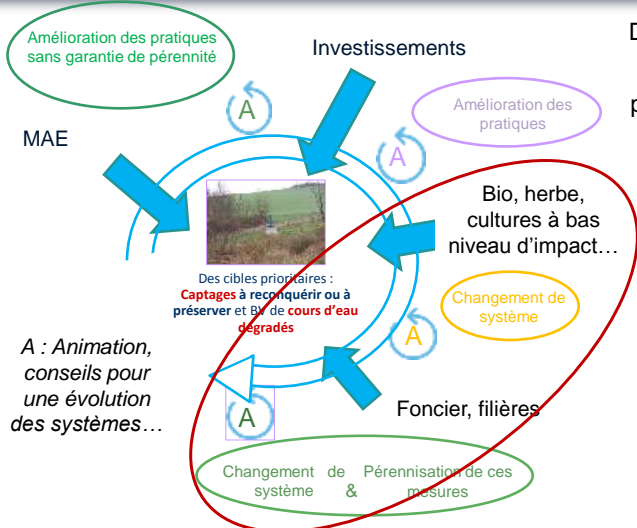 Amélioration des pratiques
sans garantie de pérennité
Investissements
D
p
A
MAE
A
Amélioration des
pratiques
Bio, herbe,
cultures à bas
niveau d'impact…
Des cibles prioritaires :
Captages à reconquérir ou à
préserver et BV de cours d'eau
dégradés
Changement de
système
A
A : Animation,
conseils pour
une évolution
des systèmes…
A
Foncier, filières
Changement de Pérennisation de ces
système & mesures